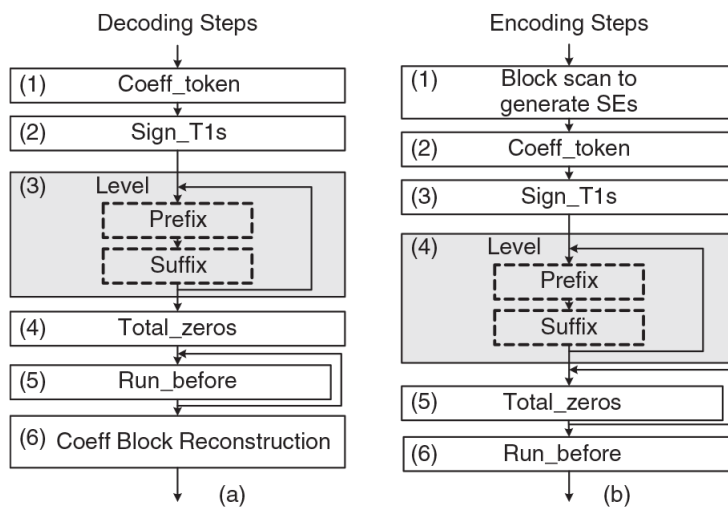 Decoding Steps
(1) Coeff_token
(2) Sign_T1s
(3) Level
Prefix
Suffix
(4) Total_zeros
(5) Run_before
(6) Coeff Block Reconstruction
(a)
Encoding Steps
(1) Block scan to
generate SEs
(2) Coeff_token
(3) Sign_T1s
(4) Level
Prefix
Suffix
(5) Total_zeros
(6) Run_before
(b)